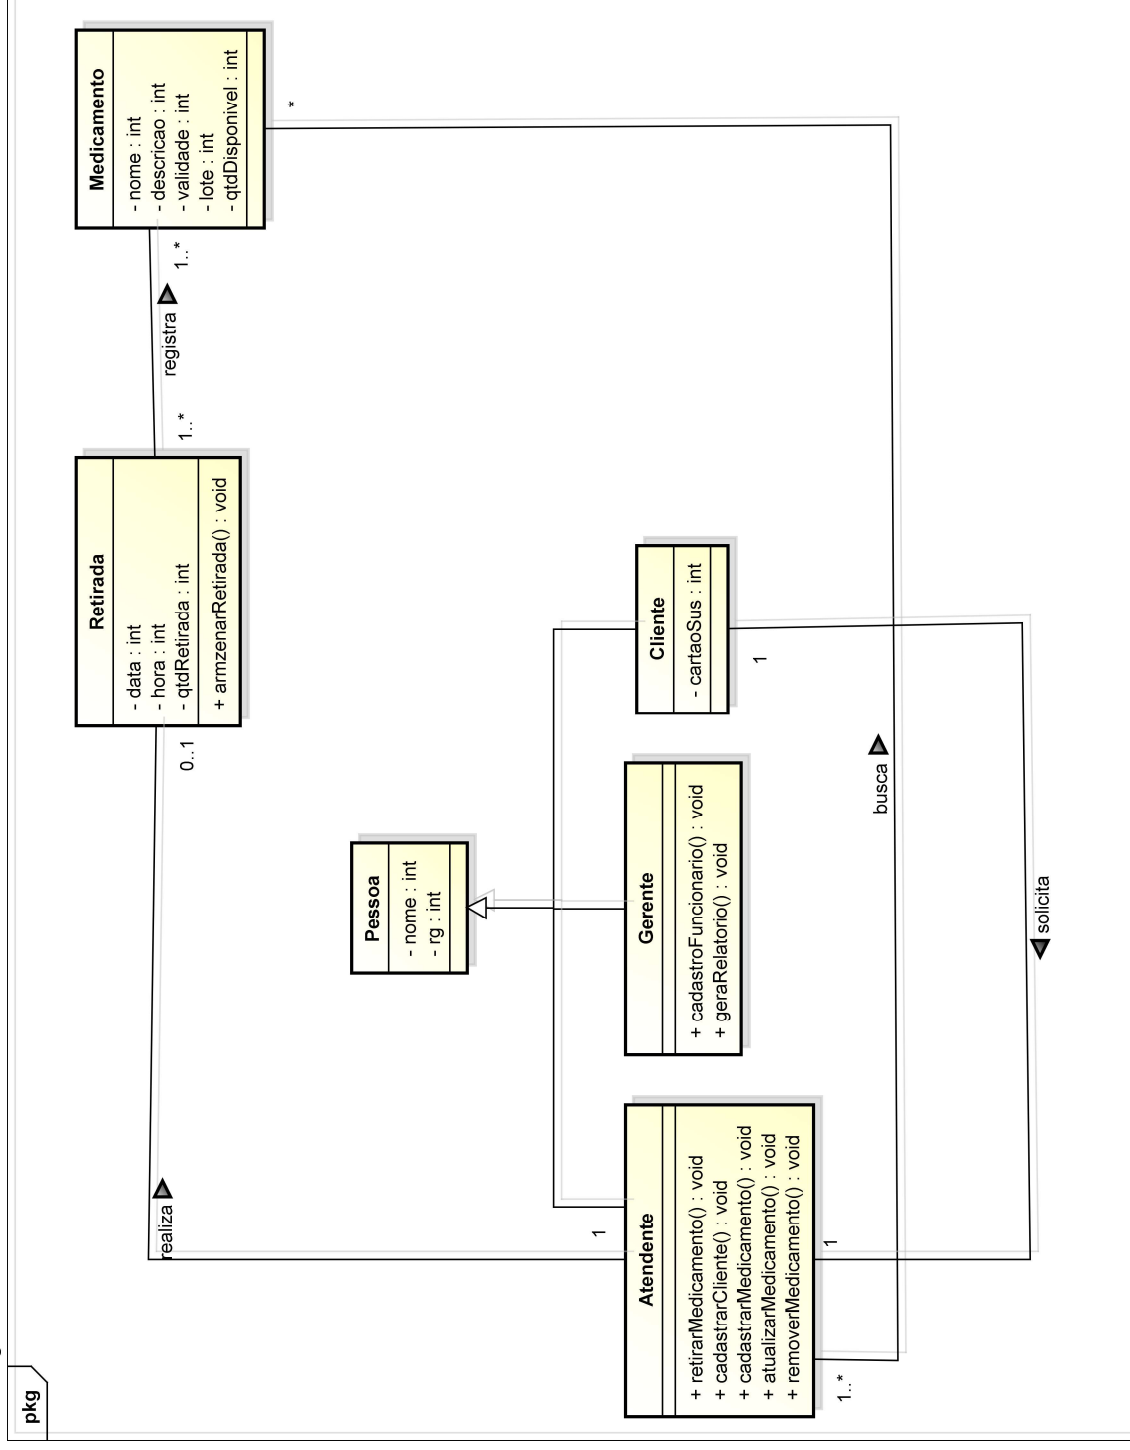 pkg
Medicamento
- nome : int
- descricao : int
- validade : int
- lote : int
- qtdDisponivel : int
*
1..*
registra
1..*
Retirada
- data : int
- hora : int
- qtdRetirada : int
+ armzenarRetirada() : void
0..1
realiza
1
Pessoa
- nome : int
- rg : int
Atendente
+ retirarMedicamento() : void
+ cadastrarCliente() : void
+ cadastrarMedicamento() : void
+ atualizarMedicamento() : void
+ removerMedicamento() : void
Gerente
+ cadastroFuncionario() : void
+ geraRelatorio() : void
Cliente
- cartaoSus : int
1
1
1..*
busca
solicita